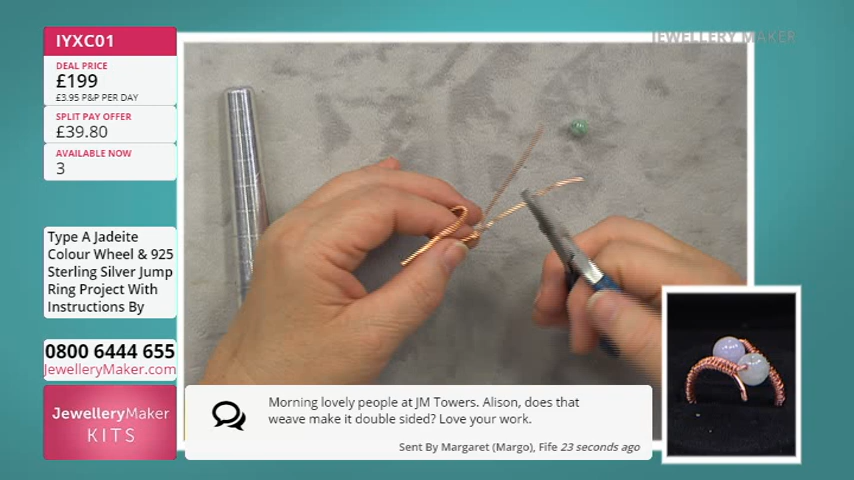 IYXC01
JEWELLERY MAKER
DEAL PRICE
£199
£3.95 P&P PER DAY
SPLIT PAY OFFER
£39.80
AVAILABLE NOW
3
Type A Jadeite
Colour Wheel & 925
Sterling Silver Jump
Ring Project With
Instructions By
0800 6444 655
JewelleryMaker.com
JewelleryMaker
KITS
Morning lovely people at JM Towers. Alison, does that
weave make it double sided? Love your work.
Sent By Margaret (Margo), Fife 23 seconds ago